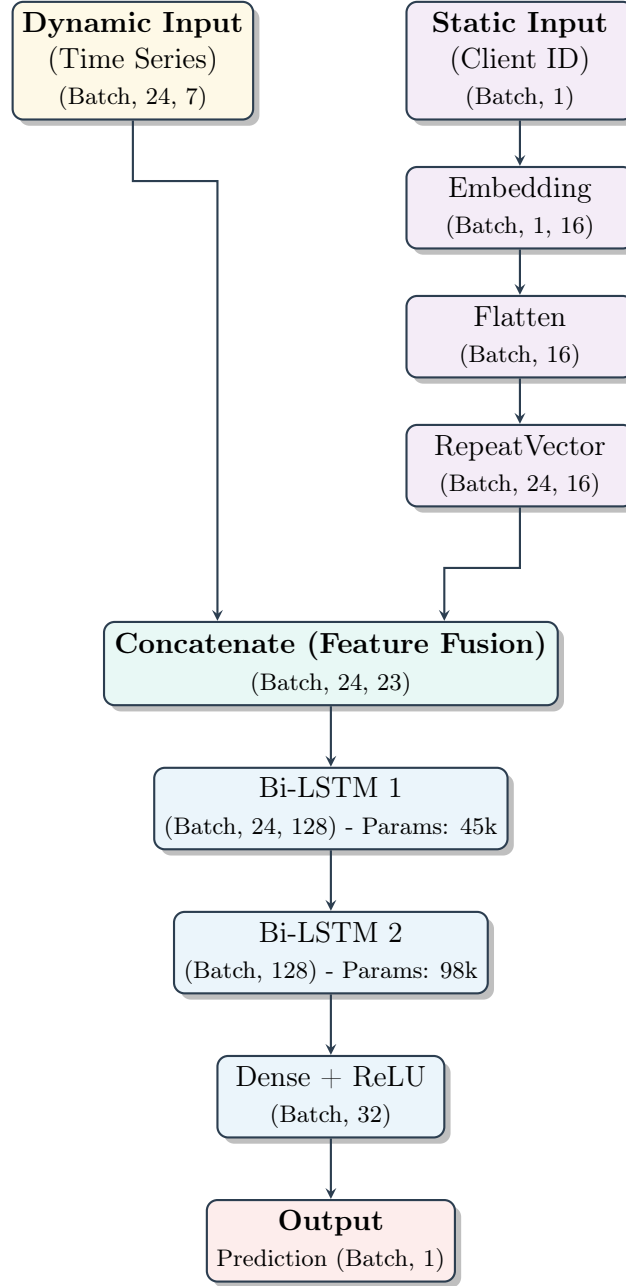 Dynamic Input
(Time Series)
(Batch, 24, 7)
Static Input
(Client ID)
(Batch, 1)
Embedding
(Batch, 1, 16)
Flatten
(Batch, 16)
RepeatVector
(Batch, 24, 16)
Concatenate (Feature Fusion)
(Batch, 24, 23)
Bi-LSTM 1
(Batch, 24, 128) - Params: 45k
Bi-LSTM 2
(Batch, 128) - Params: 98k
Dense + ReLU
(Batch, 32)
Output
Prediction (Batch, 1)